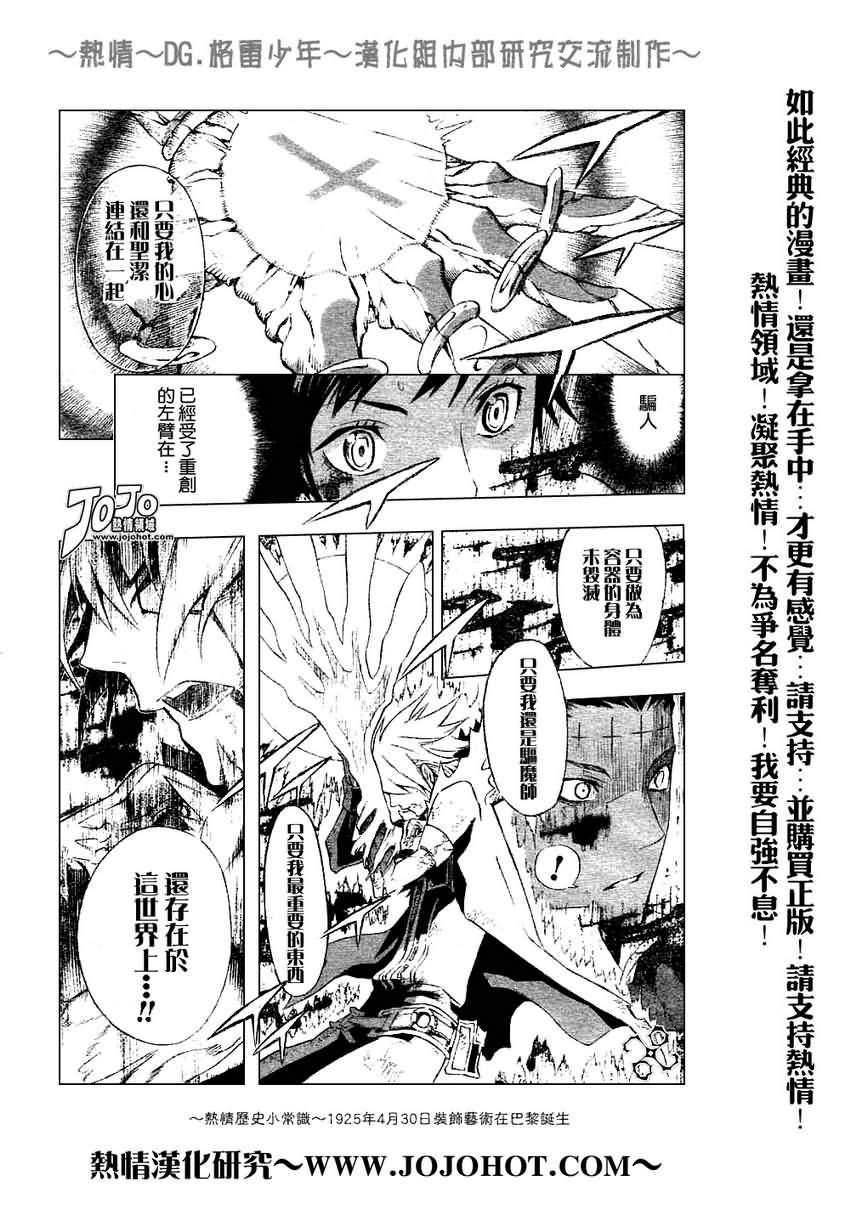 ～熱情～DG.格雷少年～漢化組內部研究交流制作～
如此經典的漫畫！還是拿在手中…才更有感覺…請支持…並購買正版！請支持熱情！
熱情領域！凝聚熱情！不為爭名奪利！我要自強不息！
只要我的心
還和聖潔
連結在一起
騙人
已經受了重創
的左臂在…
JOJO
熱情領域
www.jojohot.com
只要做為
容器的身體
未毀滅
只要我還是驅魔師
！
只要我最重要的東西
還存在於
這世界上…!!
～熱情歷史小常識～1925年4月30日裝飾藝術在巴黎誕生
熱情漢化研究～WWW.JOJOHOT.COM～